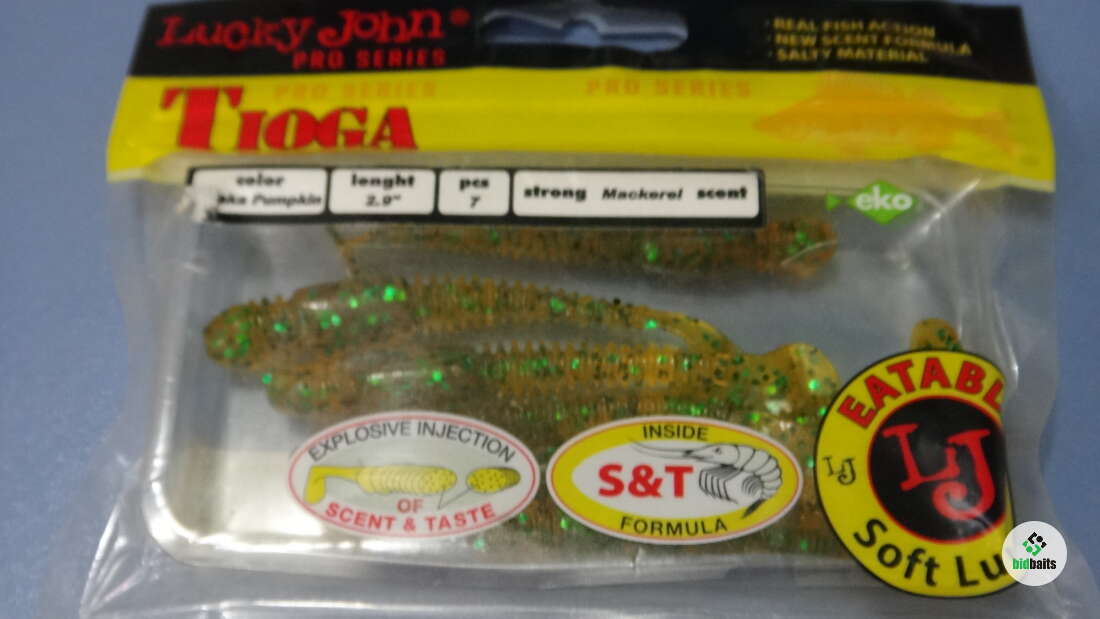 LUCKY JOHN®
PRO SERIES
· REAL FISH ACTION
· NEW SCENT FORMULA
· SALTY MATERIAL
TIOGA
PRO SERIES
PRO SERIES
color
Pumpkin
lenght
2.9"
pcs
7
strong Mackerel scent
eko
EXPLOSIVE INJECTION
OF
SCENT & TASTE
INSIDE
S&T
FORMULA
EATABL
LJ
LJ
Soft Lu
bidbaits